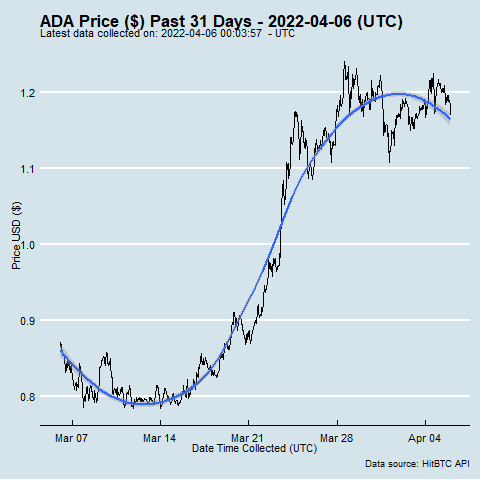 ADA Price ($) Past 31 Days - 2022-04-06 (UTC)
Latest data collected on: 2022-04-06 00:03:57 - UTC
Price USD ($)
1.2
1.1
1.0
0.9
0.8
Mar 07 Mar 14 Mar 21 Mar 28 Apr 04
Date Time Collected (UTC)
Data source: HitBTC API